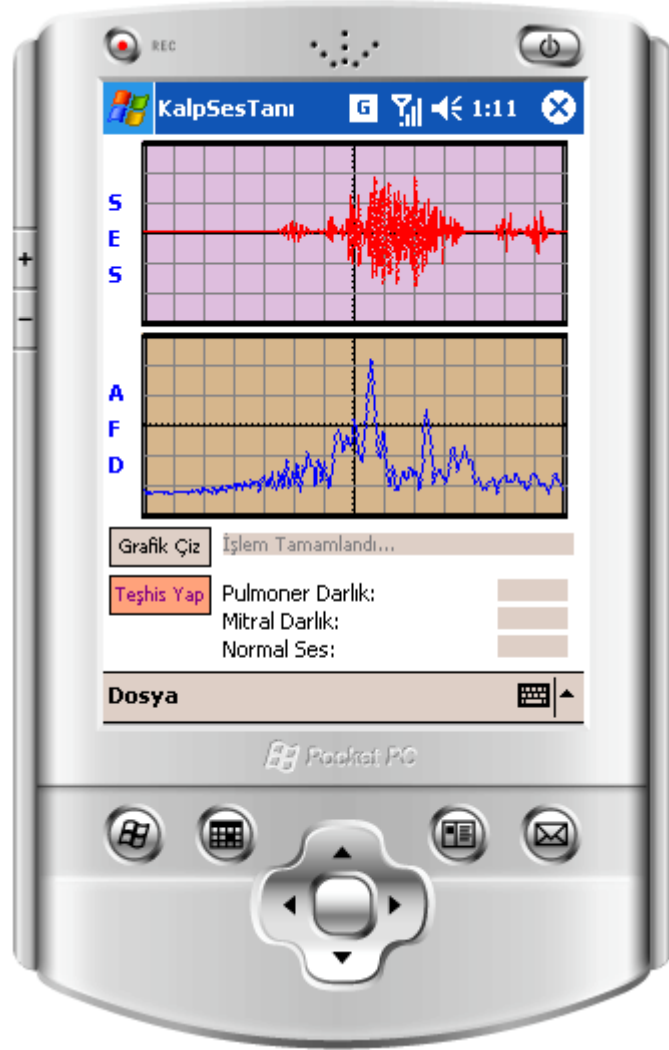 REC
KalpSesTanı G 1:11
S
E
S
A
F
D
Grafik Çiz İşlem Tamamlandı...
Teşhis Yap Pulmoner Darlık:
Mitral Darlık:
Normal Ses:
Dosya
Pocket PC